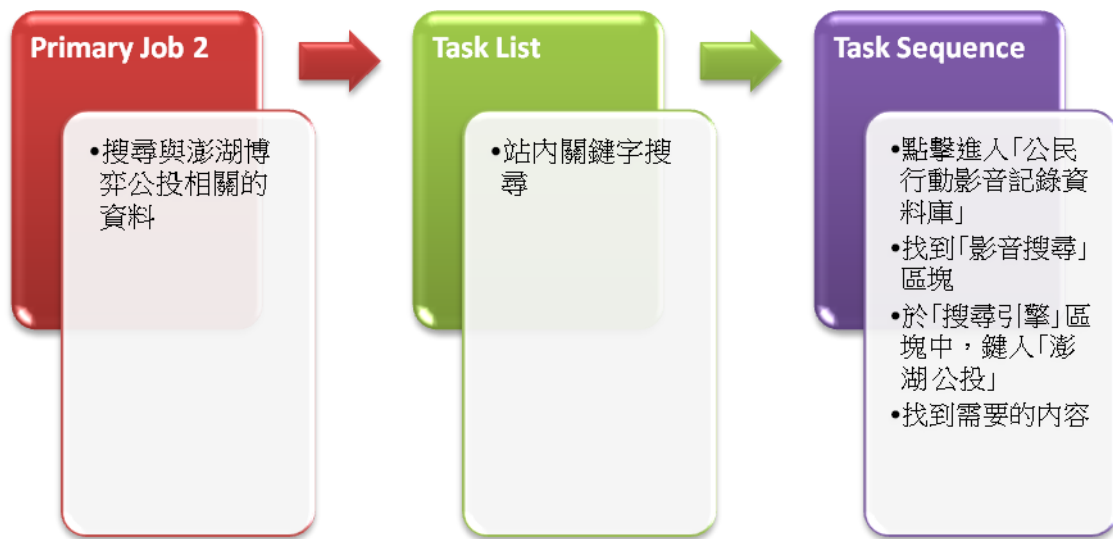 Primary Job 2
•搜尋與澎湖博
弈公投相關的
資料
Task List
•站內關鍵字搜
尋
Task Sequence
•點擊進入「公民
行動影音記錄資
料庫」
•找到「影音搜尋」
區塊
•於「搜尋引擎」區
塊中，鍵入「澎
湖公投」
•找到需要的內容